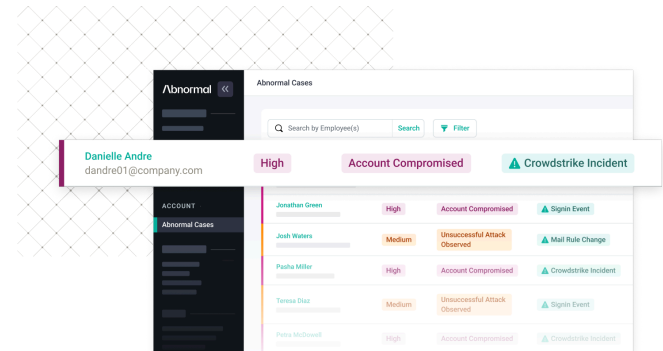 Abnormal
Abnormal Cases
Search by Employee(s) Search Filter
Danielle Andre
dandre01@company.com
High Account Compromised Crowdstrike Incident
ACCOUNT
Abnormal Cases
Jonathan Green High Account Compromised Signin Event
Josh Waters Medium Unsuccessful Attack
Observed Mail Rule Change
Pasha Miller High Account Compromised Crowdstrike Incident
Teresa Diaz Medium Unsuccessful Attack
Observed Signin Event
Petra McDowell High Account Compromised Crowdstrike Incident